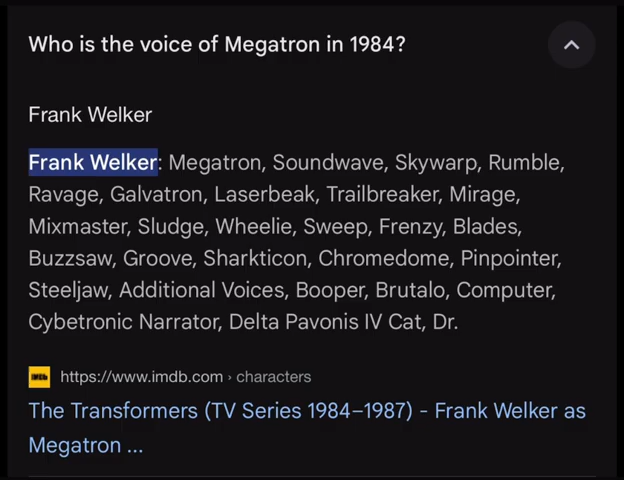 Who is the voice of Megatron in 1984?
Frank Welker
Frank Welker: Megatron, Soundwave, Skywarp, Rumble,
Ravage, Galvatron, Laserbeak, Trailbreaker, Mirage,
Mixmaster, Sludge, Wheelie, Sweep, Frenzy, Blades,
Buzzsaw, Groove, Sharkticon, Chromedome, Pinpointer,
Steeljaw, Additional Voices, Booper, Brutalo, Computer,
Cybetronic Narrator, Delta Pavonis IV Cat, Dr.
IMDb https://www.imdb.com › characters
The Transformers (TV Series 1984–1987) - Frank Welker as
Megatron ...